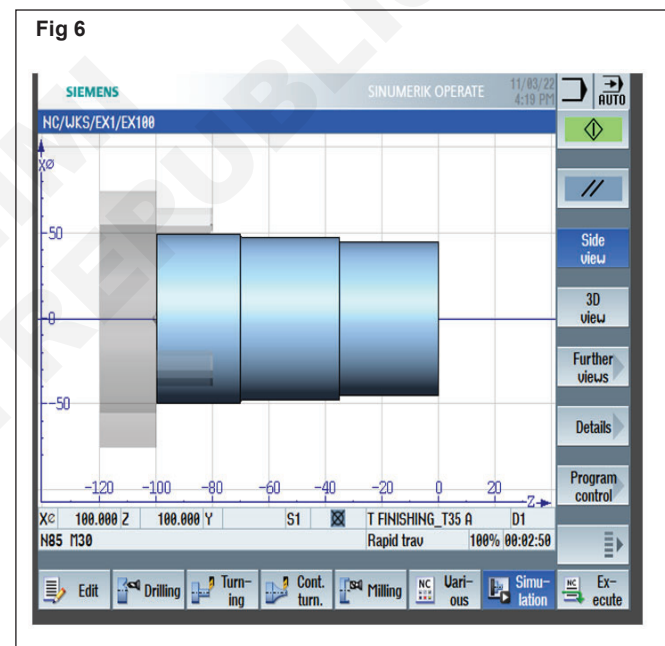 Fig 6
SIEMENS
SINUMERIK OPERATE
11/03/22
4:19 PM
AUTO
NC/WKS/EX1/EX100
XØ
Side
view
3D
view
Further
views
Details
Program
control
50
0
-50
-120 -100 -80 -60 -40 -20 0 20
Z
X 100.000 Z 100.000 Y S1 T FINISHING_T35 A D1
N85 M30 Rapid trav 100% 00:02:50
Edit
Drilling
Turn-
ing
Cont.
turn.
Milling
NC
Vari-
ous
Simu-
lation
NC
Ex-
ecute
REPUBLI